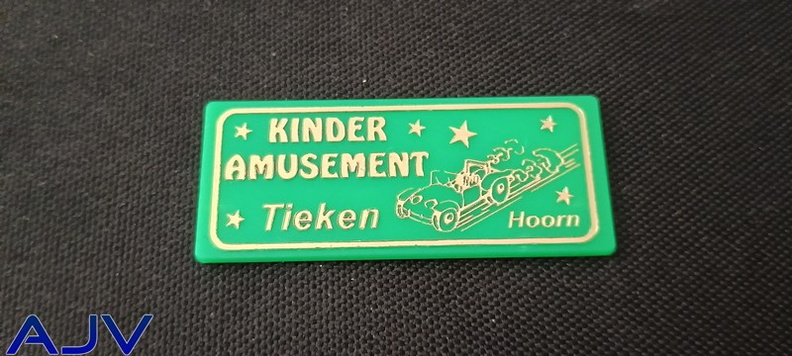 KINDER
AMUSEMENT
Tieken Hoorn
AJV